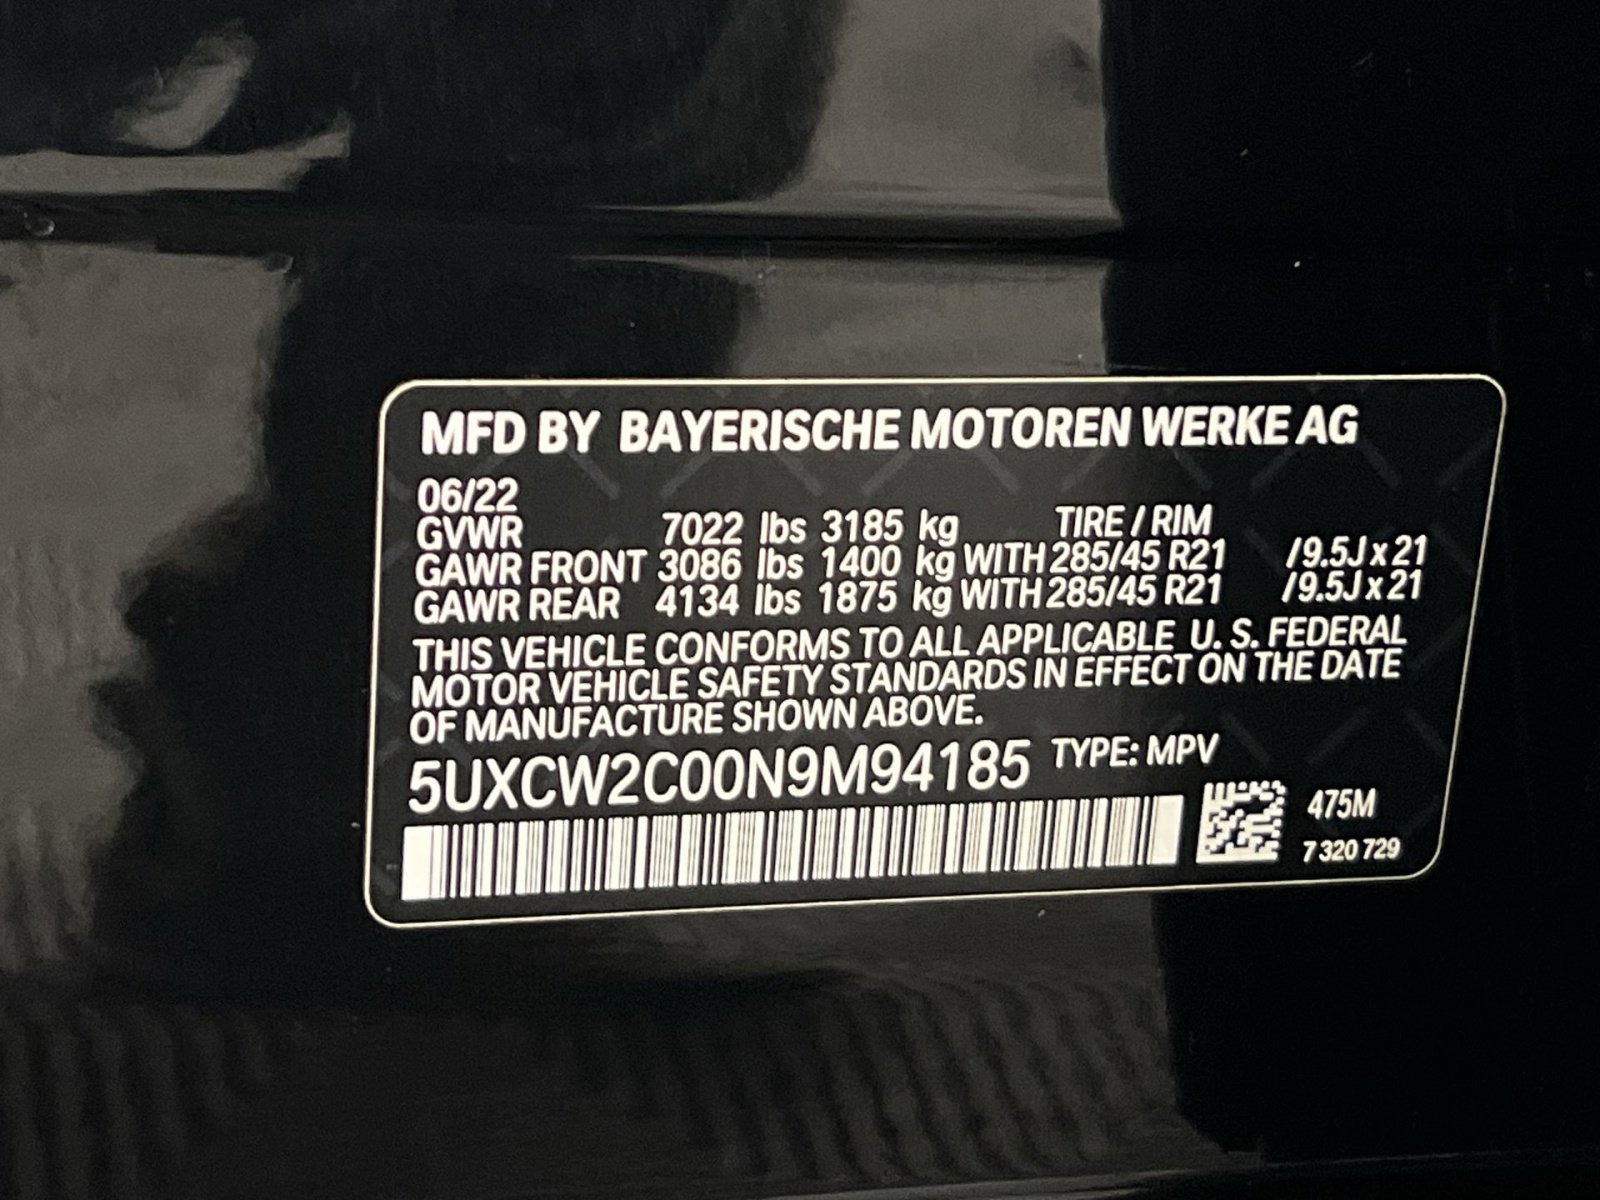 MFD BY BAYERISCHE MOTOREN WERKE AG
06/22
GVWR 7022 lbs 3185 kg TIRE / RIM
GAWR FRONT 3086 lbs 1400 kg WITH 285/45 R21 /9.5J x 21
GAWR REAR 4134 lbs 1875 kg WITH 285/45 R21 /9.5J x 21
THIS VEHICLE CONFORMS TO ALL APPLICABLE U. S. FEDERAL
MOTOR VEHICLE SAFETY STANDARDS IN EFFECT ON THE DATE
OF MANUFACTURE SHOWN ABOVE.
5UXCW2C00N9M94185 TYPE: MPV
475M
7 320 729